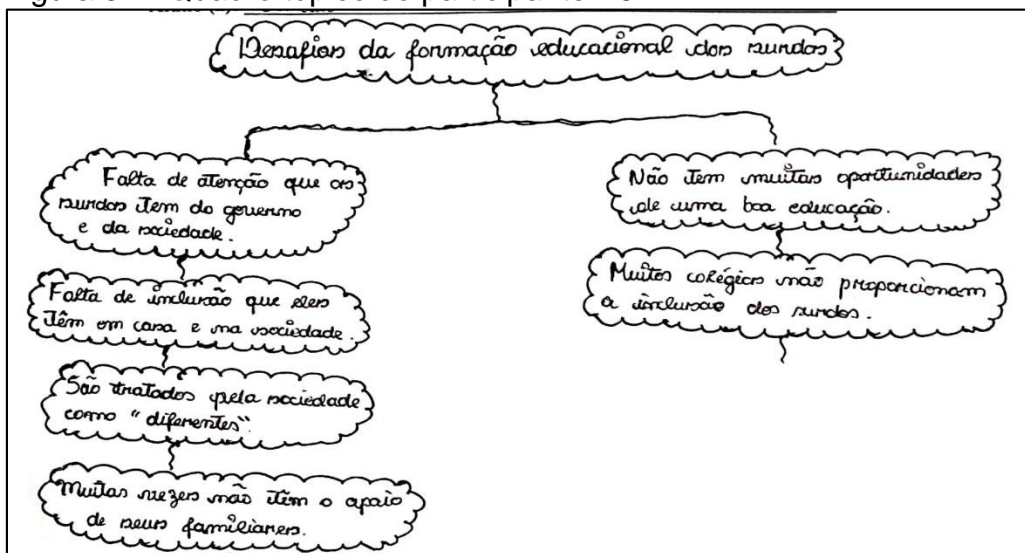 Desafios da formação educacional dos surdos
Falta de atenção que os
surdos tem do governo
e da sociedade.
Falta de inclusão que eles
têm em casa e na sociedade.
São tratados pela sociedade
como "diferentes".
Muitas vezes não têm o apoio
de seus familiares.
Não tem muitas oportunidades
de uma boa educação.
Muitos colégios não proporcionam
a inclusão dos surdos.